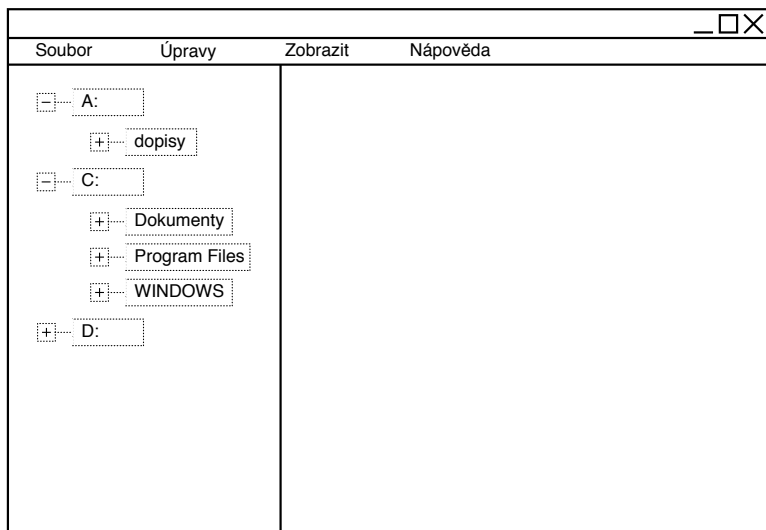 Soubor Úpravy Zobrazit Nápověda
A:
dopisy
C:
Dokumenty
Program Files
WINDOWS
D: